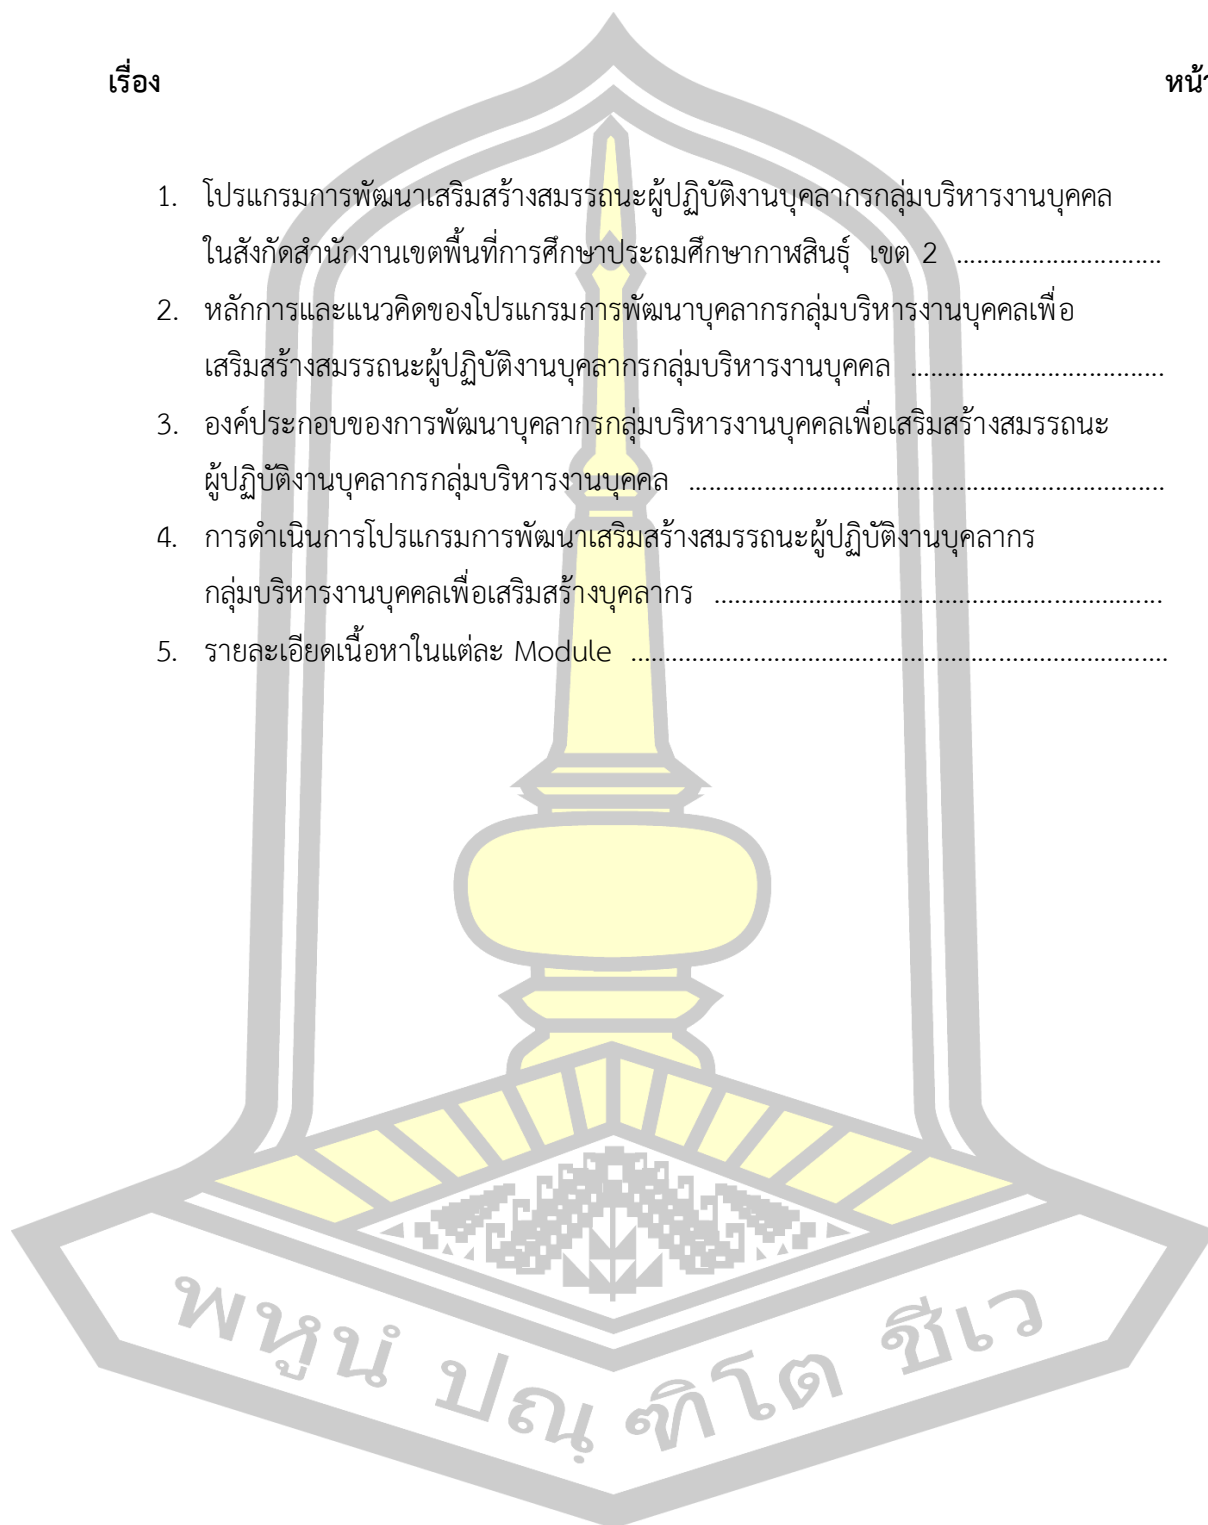 เรื่อง หน้า
1. โปรแกรมการพัฒนาเสริมสร้างสมรรถนะผู้ปฏิบัติงานบุคลากรกลุ่มบริหารงานบุคคล
ในสังกัดสำนักงานเขตพื้นที่การศึกษาประถมศึกษากาฬสินธุ์ เขต 2 ..............................
2. หลักการและแนวคิดของโปรแกรมการพัฒนาบุคลากรกลุ่มบริหารงานบุคคลเพื่อ
เสริมสร้างสมรรถนะผู้ปฏิบัติงานบุคลากรกลุ่มบริหารงานบุคคล .....................................
3. องค์ประกอบของการพัฒนาบุคลากรกลุ่มบริหารงานบุคคลเพื่อเสริมสร้างสมรรถนะ
ผู้ปฏิบัติงานบุคลากรกลุ่มบริหารงานบุคคล ......................................................................
4. การดำเนินการโปรแกรมการพัฒนาเสริมสร้างสมรรถนะผู้ปฏิบัติงานบุคลากร
กลุ่มบริหารงานบุคคลเพื่อเสริมสร้างบุคลากร ..................................................................
5. รายละเอียดเนื้อหาในแต่ละ Module ...............................................................................
พหูนํ ปณฺฑิโต ชีเว